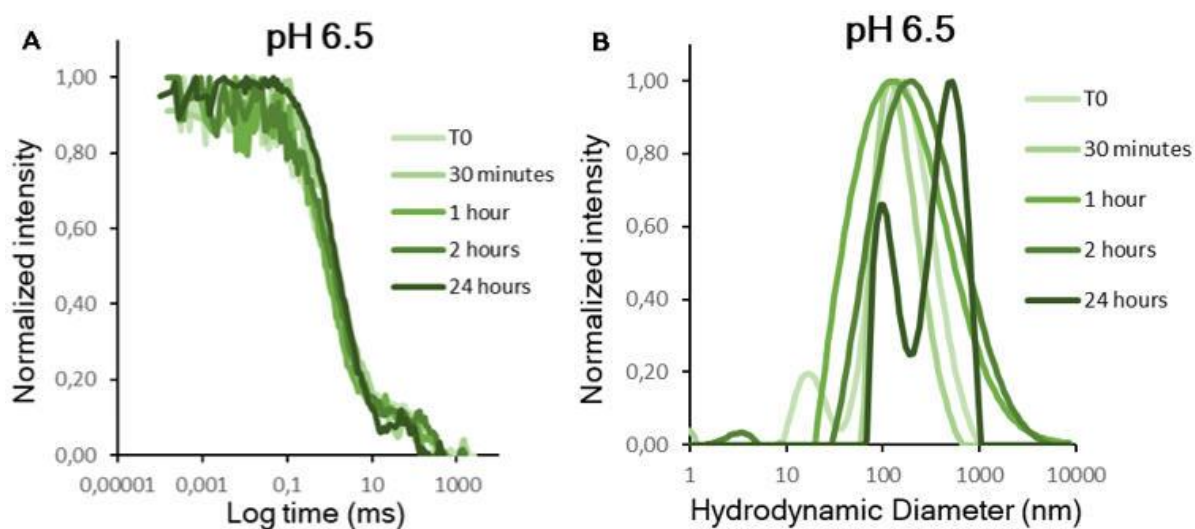 A
pH 6.5
Normalized intensity
1,00
0,80
0,60
0,40
0,20
0,00
0,00001
0,001
0,1
10
1000
Log time (ms)
T0
30 minutes
1 hour
2 hours
24 hours
B
pH 6.5
Normalized intensity
1,00
0,80
0,60
0,40
0,20
0,00
1
10
100
1000
10000
Hydrodynamic Diameter (nm)
T0
30 minutes
1 hour
2 hours
24 hours